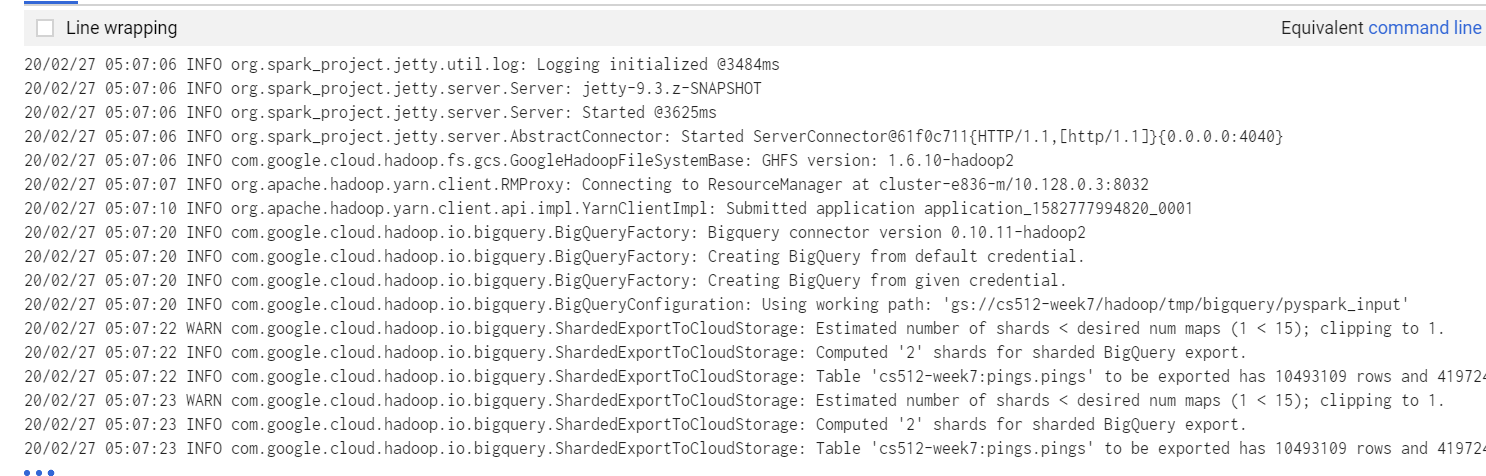 Line wrapping Equivalent command line
20/02/27 05:07:06 INFO org.spark_project.jetty.util.log: Logging initialized @3484ms
20/02/27 05:07:06 INFO org.spark_project.jetty.server.Server: jetty-9.3.z-SNAPSHOT
20/02/27 05:07:06 INFO org.spark_project.jetty.server.Server: Started @3625ms
20/02/27 05:07:06 INFO org.spark_project.jetty.server.AbstractConnector: Started ServerConnector@61f0c711{HTTP/1.1,[http/1.1]}{0.0.0.0:4040}
20/02/27 05:07:06 INFO com.google.cloud.hadoop.fs.gcs.GoogleHadoopFileSystemBase: GHFS version: 1.6.10-hadoop2
20/02/27 05:07:07 INFO org.apache.hadoop.yarn.client.RMProxy: Connecting to ResourceManager at cluster-e836-m/10.128.0.3:8032
20/02/27 05:07:10 INFO org.apache.hadoop.yarn.client.api.impl.YarnClientImpl: Submitted application application_1582777994820_0001
20/02/27 05:07:20 INFO com.google.cloud.hadoop.io.bigquery.BigQueryFactory: Bigquery connector version 0.10.11-hadoop2
20/02/27 05:07:20 INFO com.google.cloud.hadoop.io.bigquery.BigQueryFactory: Creating BigQuery from default credential.
20/02/27 05:07:20 INFO com.google.cloud.hadoop.io.bigquery.BigQueryFactory: Creating BigQuery from given credential.
20/02/27 05:07:20 INFO com.google.cloud.hadoop.io.bigquery.BigQueryConfiguration: Using working path: 'gs://cs512-week7/hadoop/tmp/bigquery/pyspark_input'
20/02/27 05:07:22 WARN com.google.cloud.hadoop.io.bigquery.ShardedExportToCloudStorage: Estimated number of shards < desired num maps (1 < 15); clipping to 1.
20/02/27 05:07:22 INFO com.google.cloud.hadoop.io.bigquery.ShardedExportToCloudStorage: Computed '2' shards for sharded BigQuery export.
20/02/27 05:07:22 INFO com.google.cloud.hadoop.io.bigquery.ShardedExportToCloudStorage: Table 'cs512-week7:pings.pings' to be exported has 10493109 rows and 419724
20/02/27 05:07:23 WARN com.google.cloud.hadoop.io.bigquery.ShardedExportToCloudStorage: Estimated number of shards < desired num maps (1 < 15); clipping to 1.
20/02/27 05:07:23 INFO com.google.cloud.hadoop.io.bigquery.ShardedExportToCloudStorage: Computed '2' shards for sharded BigQuery export.
20/02/27 05:07:23 INFO com.google.cloud.hadoop.io.bigquery.ShardedExportToCloudStorage: Table 'cs512-week7:pings.pings' to be exported has 10493109 rows and 419724